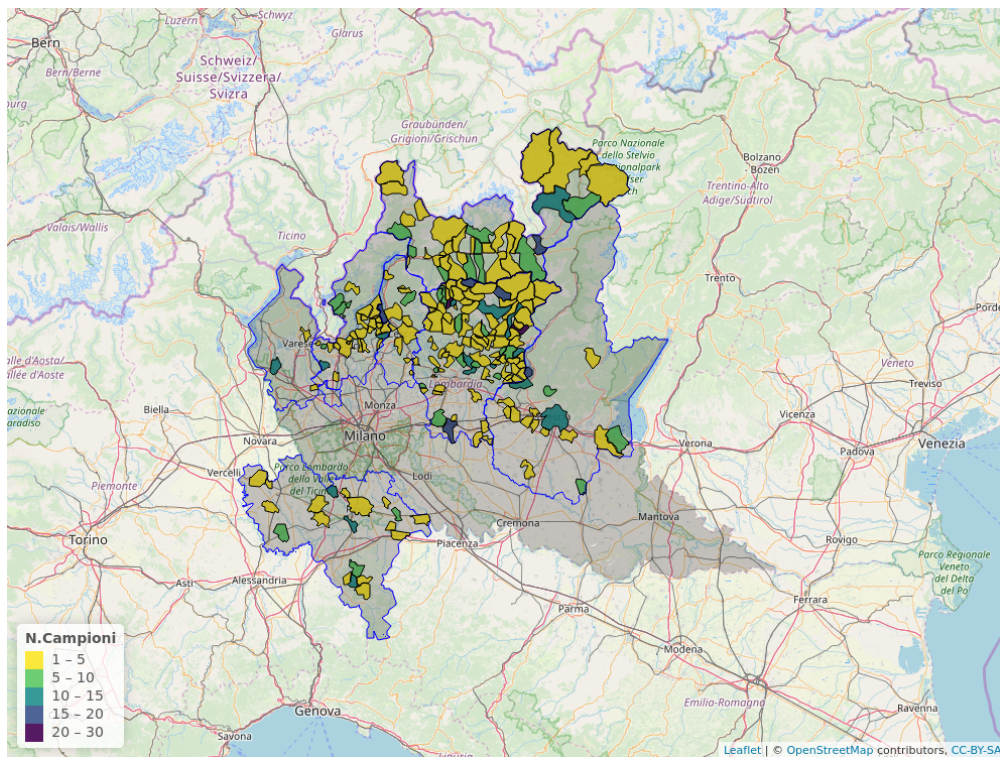 Luzern
Schwyz
Glarus
Bern
Schweiz/
Suisse/Svizzera/
Svizra
Bern/Berne
Graubünden/
Grigioni/Grischun
Parco Nazionale
dello Stelvio
Bolzano
- Bozen
Trentino-Alto
Adige/Südtirol
Valais/Wallis
Ticino
Trento
Varese
Veneto
Treviso
Lombardia
Biella
Monza
Vicenza
Novara
Milano
Verona
Padova
Venezia
Vercelli
Parco Lombardo
della Valle
del Ticino
Lodi
Piemonte
Cremona
Mantova
Torino
Piacenza
Rovigo
Parco Regionale
Veneto
del Delta
del Po
Asti
Alessandria
Parma
Ferrara
N.Campioni
1 – 5
5 – 10
10 – 15
15 – 20
20 – 30
Modena
Emilia-Romagna
Genova
Ravenna
Savona
Leaflet | © OpenStreetMap contributors, CC-BY-SA